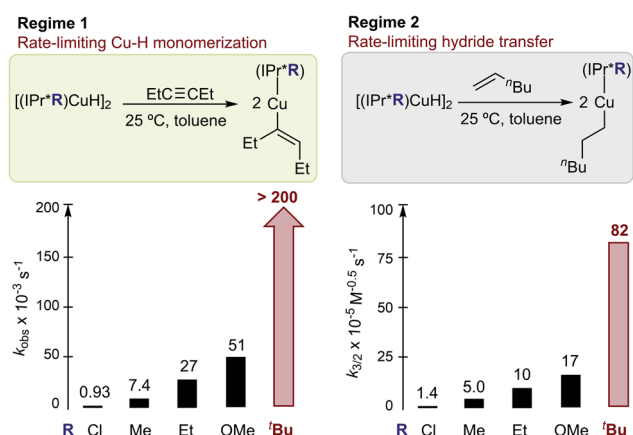 Regime 1
Rate-limiting Cu-H monomerization
(IPr*R)
[(IPr*R)CuH]2
EtC≡CEt
25 ºC, toluene
2 Cu
Et
Et
> 200
200
150
100
50
0
kobs x 10-3 s-1
0.93
7.4
27
51
R Cl Me Et OMe tBu
Regime 2
Rate-limiting hydride transfer
(IPr*R)
[(IPr*R)CuH]2
nBu
25 ºC, toluene
2 Cu
nBu
100
75
50
25
0
k3/2 x 10-5 M-0.5 s-1
1.4
5.0
10
17
82
R Cl Me Et OMe tBu